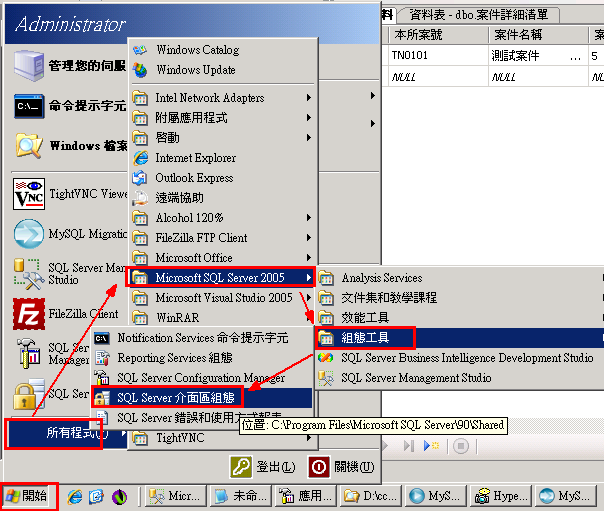 Administrator
管理您的伺服
命令提示字元
Windows 檔案
TightVNC Viewe
MySQL Migratio
SQL Server Man
Studio
FileZilla Client
SQL Se
Manager
SQL Ser
所有程式(P)
Windows Catalog
Windows Update
Intel Network Adapters
附屬應用程式
啟動
Internet Explorer
Outlook Express
遠端協助
Alcohol 120%
FileZilla FTP Client
Microsoft Office
Microsoft SQL Server 2005
Microsoft Visual Studio 2005
WinRAR
TightVNC
Analysis Services
文件集和教學課程
效能工具
組態工具
SQL Server Business Intelligence Development Studio
SQL Server Management Studio
Notification Services 命令提示字元
Reporting Services 組態
SQL Server Configuration Manager
SQL Server 介面區組態
SQL Server 錯誤和使用方式報表
位置: C:\Program Files\Microsoft SQL Server\90\Shared
料 資料表 - dbo.案件詳細清單
本所案號 案件名稱 案
TN0101 測試案件 ... 5
NULL NULL NULL
登出(L) 關機(U)
開始 Micr... 未命... 應用... D:\cc... MyS... Hype... MyS...